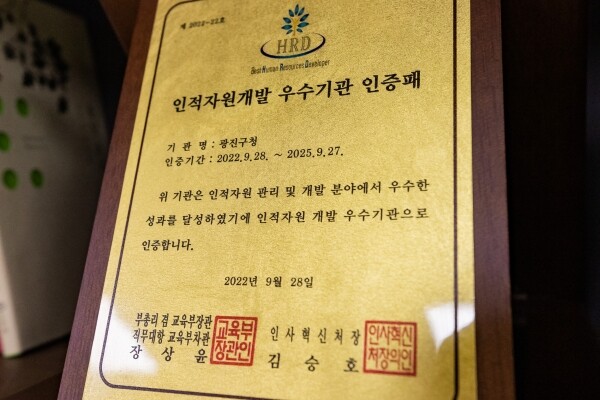 제 2022-22호
HRD
Best Human Resources Developer
인적자원개발 우수기관 인증패
기 관 명 : 광진구청
인증기간 : 2022.9.28. ~ 2025.9.27.
위 기관은 인적자원 관리 및 개발 분야에서 우수한
성과를 달성하였기에 인적자원 개발 우수기관으로
인증합니다.
2022년 9월 28일
부총리 겸 교육부장관
직무대행 교육부차관
장 상 윤
교육부
장관인
인사혁신처장
김 승 호
인사혁신
처장의인